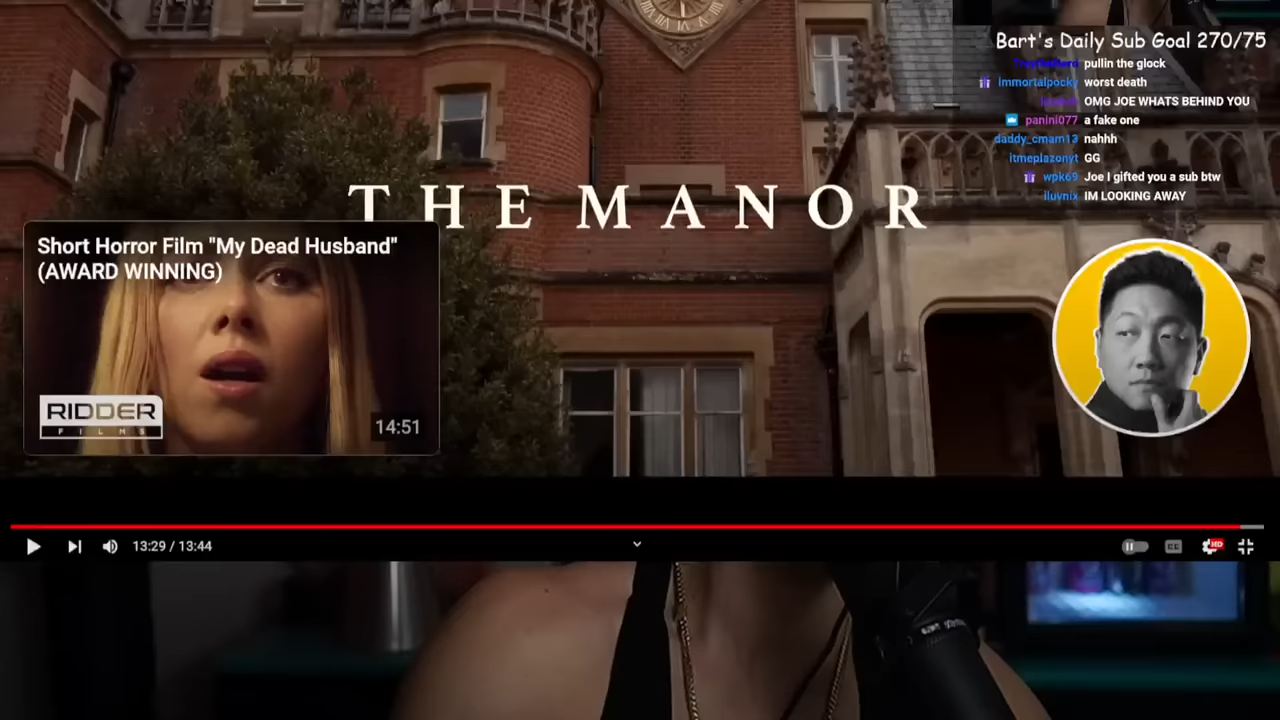 Bart's Daily Sub Goal 270/75
pullin the glock
immortalpocky worst death
OMG JOE WHATS BEHIND YOU
panini077 a fake one
daddy_cmam13 nahhh
itmeplazonyt GG
wpk69 Joe I gifted you a sub btw
iluvnix IM LOOKING AWAY
THE MANOR
Short Horror Film "My Dead Husband"
(AWARD WINNING)
RIDDER
FILMS
14:51
13:29 / 13:44
CC
HD